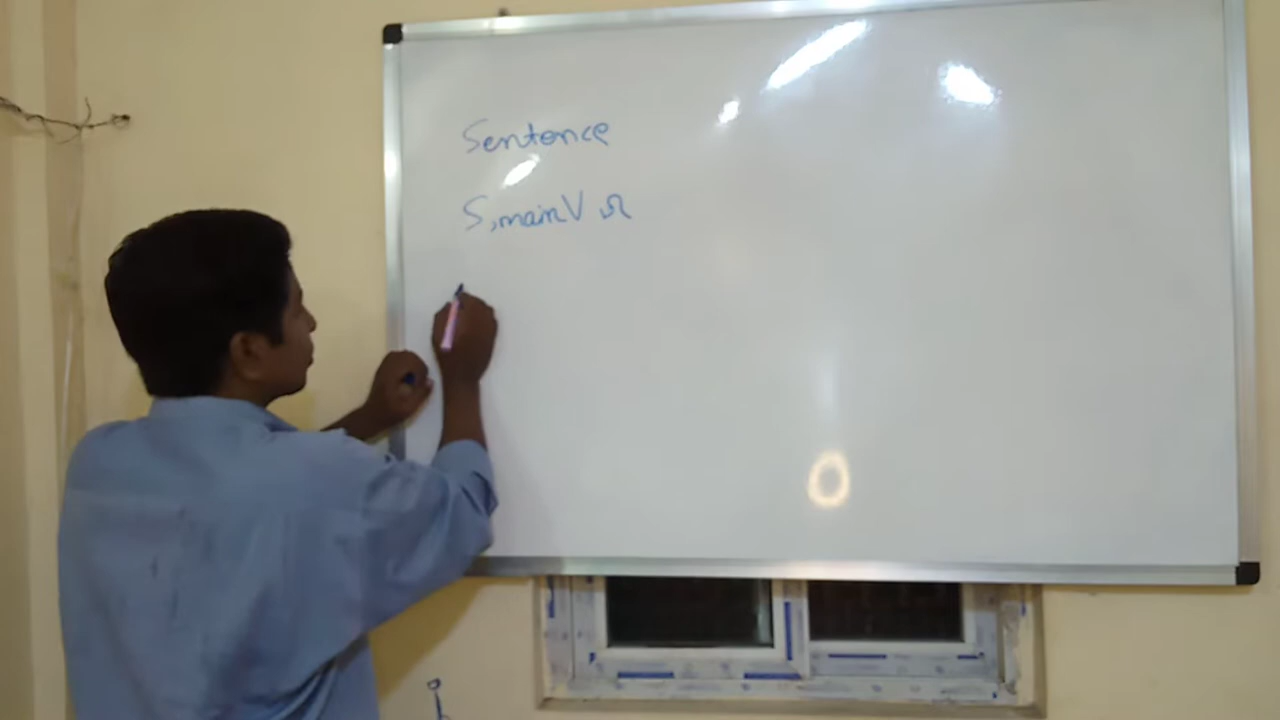 Sentence
S, main V ၊Ω